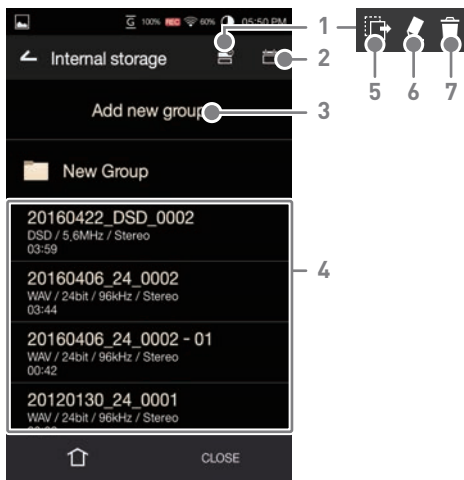 G 100% REC 60% 05:50 PM
1
Internal storage
2
5 6 7
Add new group
3
New Group
20160422_DSD_0002
DSD / 5,6MHz / Stereo
03:59
4
20160406_24_0002
WAV / 24bit / 96kHz / Stereo
03:44
20160406_24_0002 - 01
WAV / 24bit / 96kHz / Stereo
00:42
20120130_24_0001
WAV / 24bit / 96kHz / Stereo
CLOSE